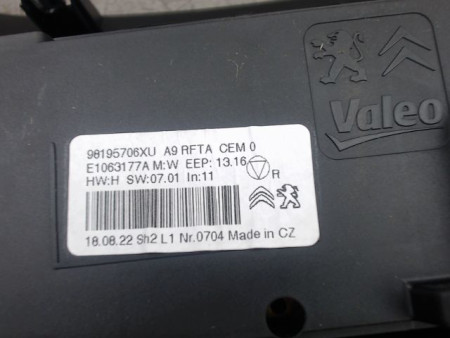 Valeo
98195706XU A9 RFTA CEM 0
E1063177A M:W EEP: 13.16
HW:H SW:07.01 In:11
R
18.08.22 Sh2 L1 Nr.0704 Made in CZ